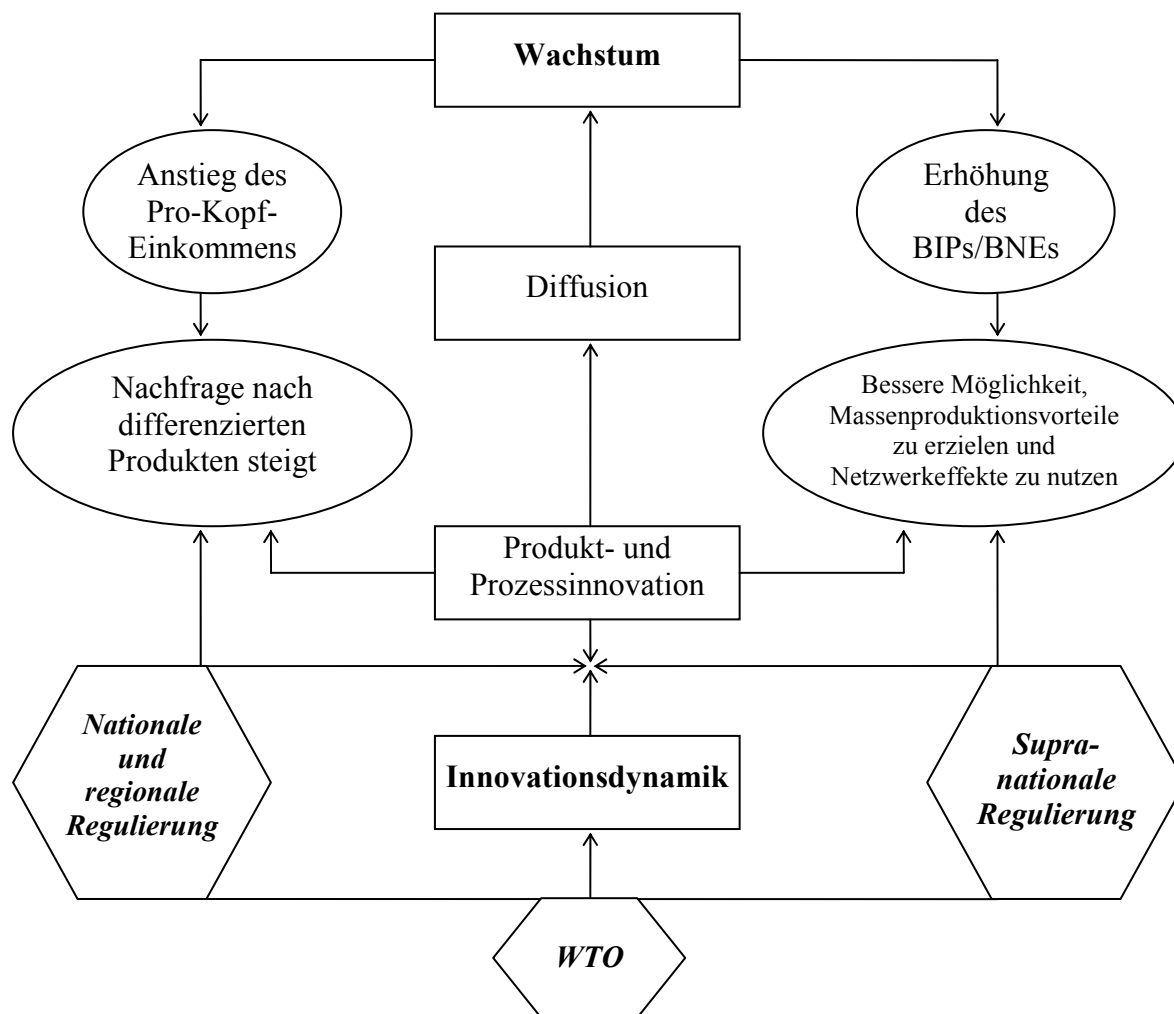 Wachstum
Anstieg des
Pro-Kopf-
Einkommens
Erhöhung
des
BIPs/BNEs
Diffusion
Nachfrage nach
differenzierten
Produkten steigt
Bessere Möglichkeit,
Massenproduktionsvorteile
zu erzielen und
Netzwerkeffekte zu nutzen
Produkt- und
Prozessinnovation
Nationale
und
regionale
Regulierung
Innovationsdynamik
Supra-
nationale
Regulierung
WTO